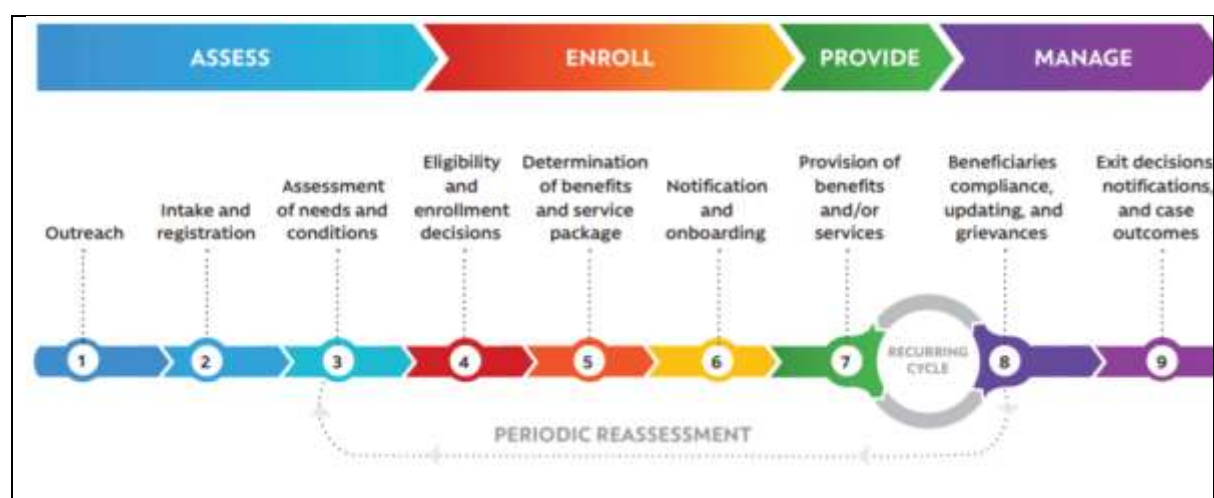 ASSESS
ENROLL
PROVIDE
MANAGE
Outreach
Intake and
registration
Assessment
of needs and
conditions
Eligibility
and
enrollment
decisions
Determination
of benefits
and service
package
Notification
and
onboarding
Provision of
benefits
and/or
services
Beneficiaries
compliance,
updating, and
grievances
Exit decisions,
notifications,
and case
outcomes
1
2
3
4
5
6
7
RECURRING
CYCLE
8
9
PERIODIC REASSESSMENT